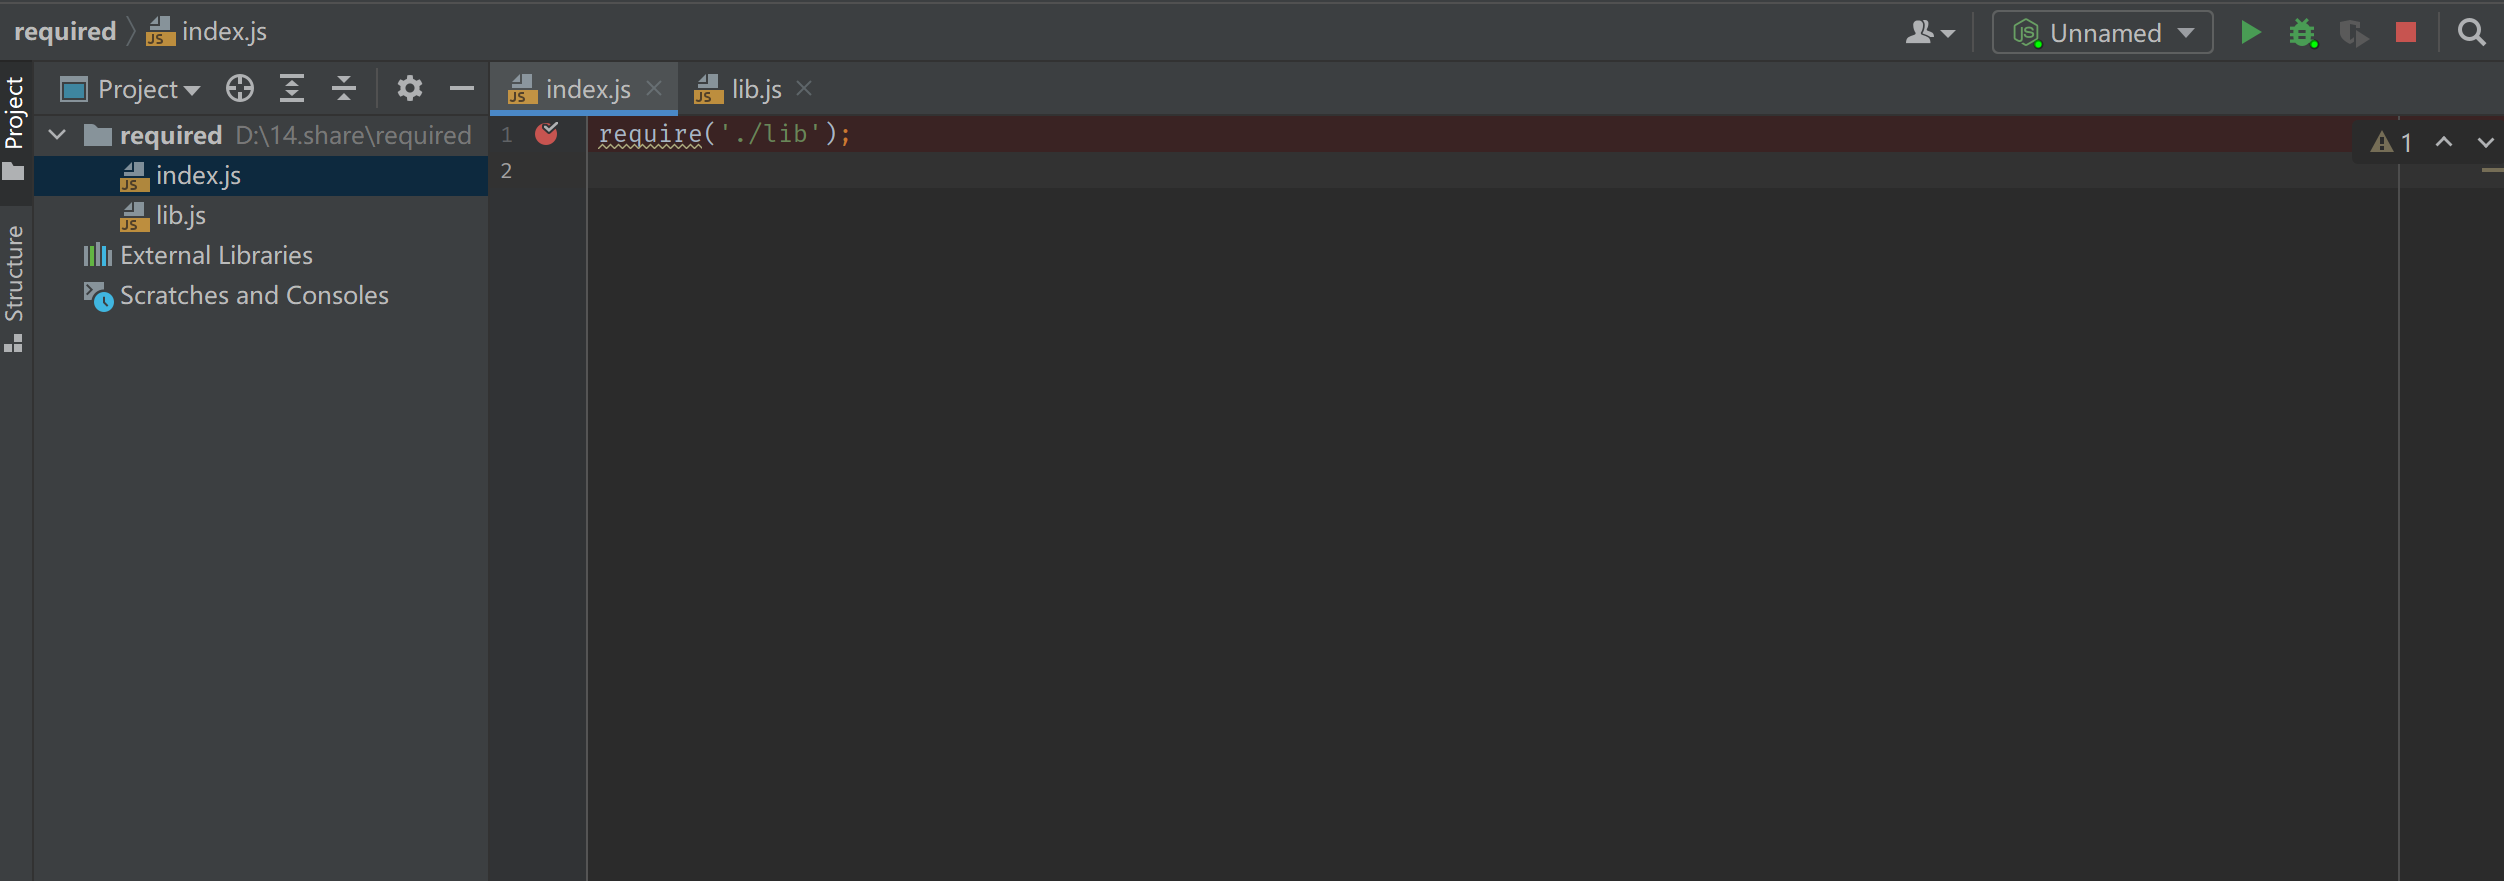 required index.js
Unnamed
Project
index.js
lib.js
Project
Structure
required D:\14.share\required
index.js
lib.js
External Libraries
Scratches and Consoles
1 require('./lib');
2
1